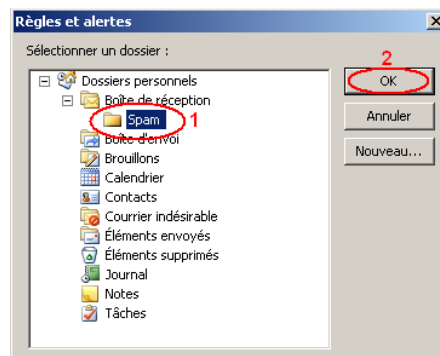 Règles et alertes
Sélectionner un dossier :
Dossiers personnels
Boîte de réception
Spam 1
Boîte d'envoi
Brouillons
Calendrier
Contacts
Courrier indésirable
Éléments envoyés
Éléments supprimés
Journal
Notes
Tâches
2
OK
Annuler
Nouveau...